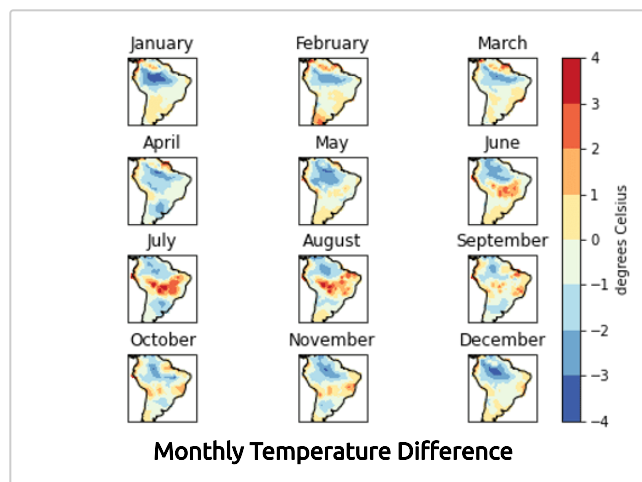 January February March
April May June
July August September
October November December
4
3
2
1
0
−1
−2
−3
−4
degrees Celsius
Monthly Temperature Difference